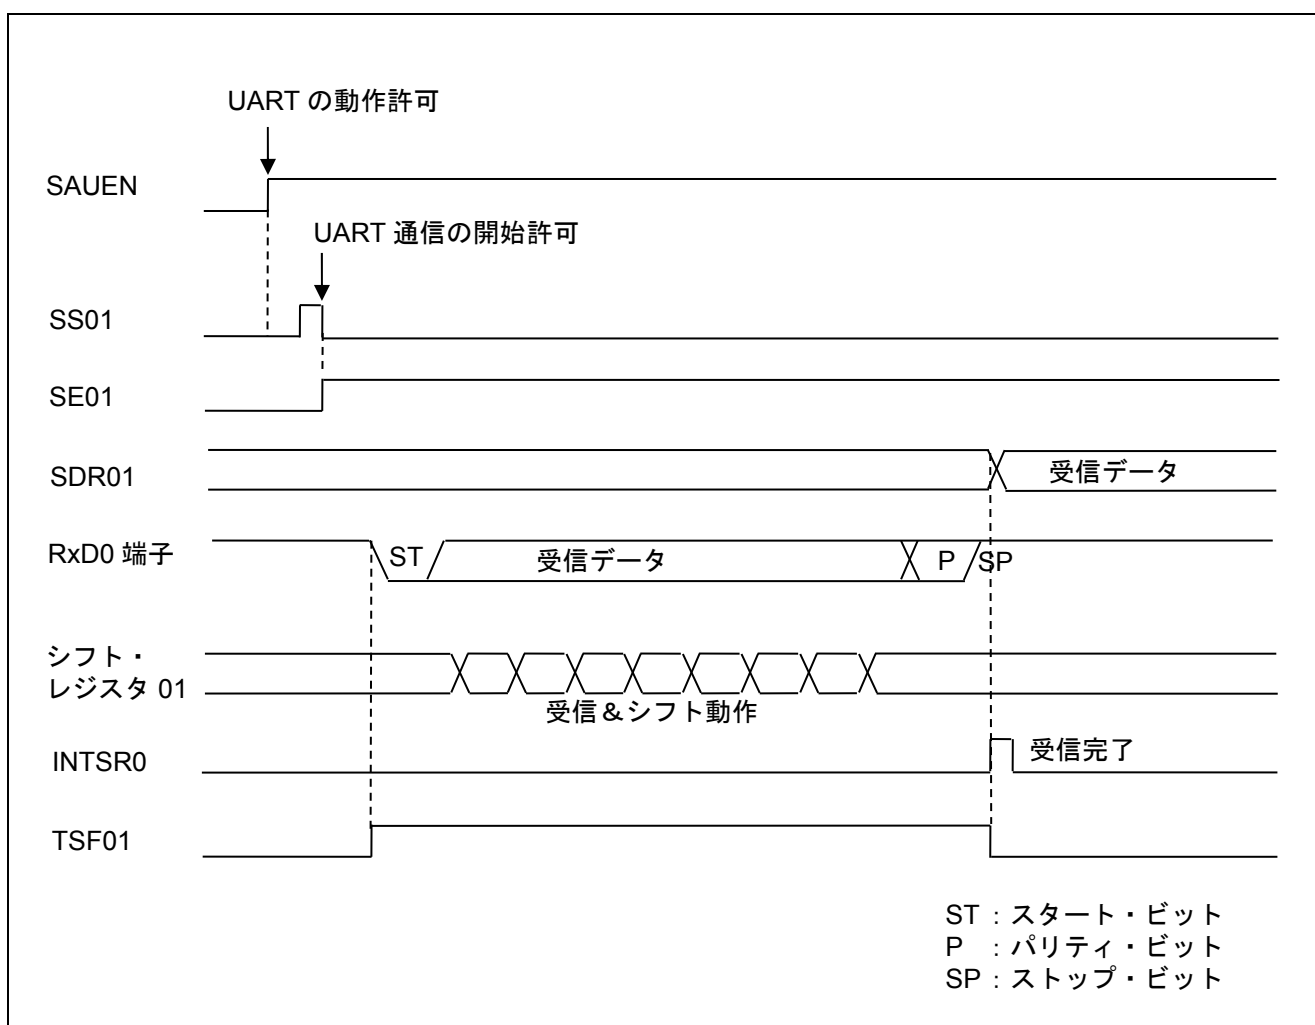 UART の動作許可
SAUEN
UART 通信の開始許可
SS01
SE01
SDR01
受信データ
RxD0 端子
ST
受信データ
P
SP
シフト・
レジスタ 01
受信＆シフト動作
INTSR0
受信完了
TSF01
ST：スタート・ビット
P ：パリティ・ビット
SP：ストップ・ビット